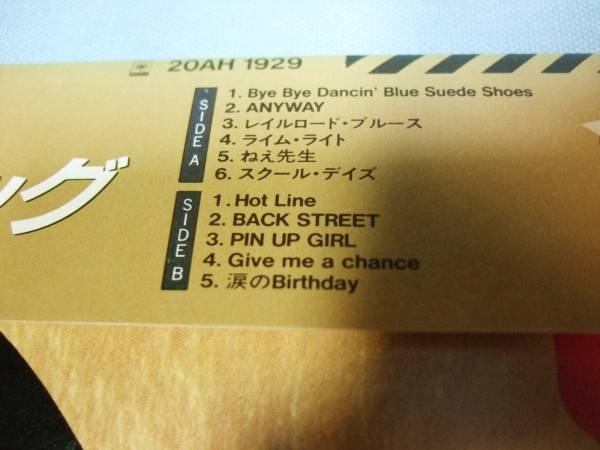 20AH 1929
SIDE A
1. Bye Bye Dancin' Blue Suede Shoes
2. ANYWAY
3. レイルロード・ブルース
4. ライム・ライト
5. ねえ先生
6. スクール・デイズ
ッグ
SIDE B
1. Hot Line
2. BACK STREET
3. PIN UP GIRL
4. Give me a chance
5. 涙のBirthday